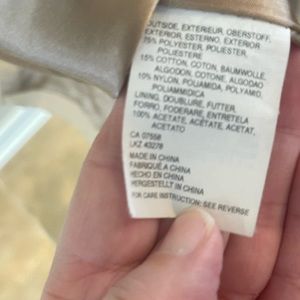 OUTSIDE, EXTERIEUR, OBERSTOFF,
EXTERIOR, ESTERNO, EXTERIOR
75% POLYESTER, POLIESTER,
POLIESTERE
15% COTTON, COTON, BAUMWOLLE,
ALGODON, COTONE, ALGODAO
10% NYLON, POLIAMIDA, POLYAMID,
POLIAMMIDICA
LINING, DOUBLURE, FUTTER,
FORRO, FODERARE, ENTRETELA
100% ACETATE, ACÉTATE, ACETAT,
ACETATO
CA 07558
LKZ 43278
MADE IN CHINA
FABRIQUÉ A CHINA
HECHO EN CHINA
HERGESTELLT IN CHINA
FOR CARE INSTRUCTION: SEE REVERSE